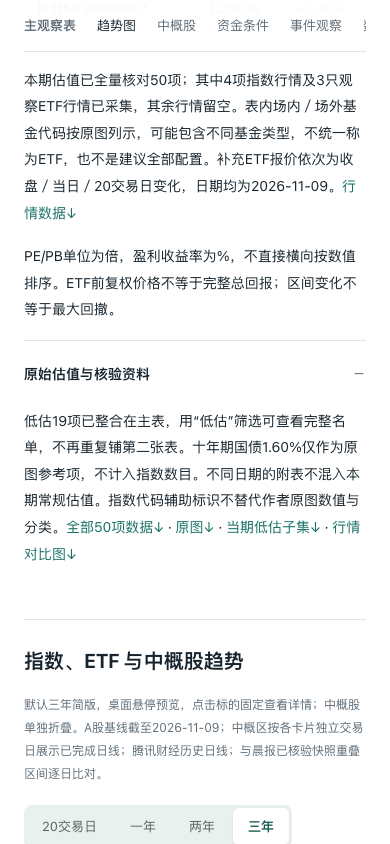 主观察表 趋势图 中概股 资金条件 事件观察
本期估值已全量核对50项；其中4项指数行情及3只观
察ETF行情已采集，其余行情留空。表内场内 / 场外基
金代码按原图列示，可能包含不同基金类型，不统一称
为ETF，也不是建议全部配置。补充ETF报价依次为收
盘 / 当日 / 20交易日变化，日期均为2026-11-09。行
情数据↓
PE/PB单位为倍，盈利收益率为%，不直接横向按数值
排序。ETF前复权价格不等于完整总回报；区间变化不
等于最大回撤。
原始估值与核验资料 −
低估19项已整合在主表，用“低估”筛选可查看完整名
单，不再重复铺第二张表。十年期国债1.60%仅作为原
图参考项，不计入指数数目。不同日期的附表不混入本
期常规估值。指数代码辅助标识不替代作者原图数值与
分类。全部50项数据↓ · 原图↓ · 当期低估子集↓ · 行情
对比图↓
指数、ETF 与中概股趋势
默认三年简版，桌面悬停预览，点击标的固定查看详情；中概股
单独折叠。A股基线截至2026-11-09；中概区按各卡片独立交易
日展示已完成日线；腾讯财经历史日线；与晨报已核验快照重叠
区间逐日比对。
20交易日 一年 两年 三年